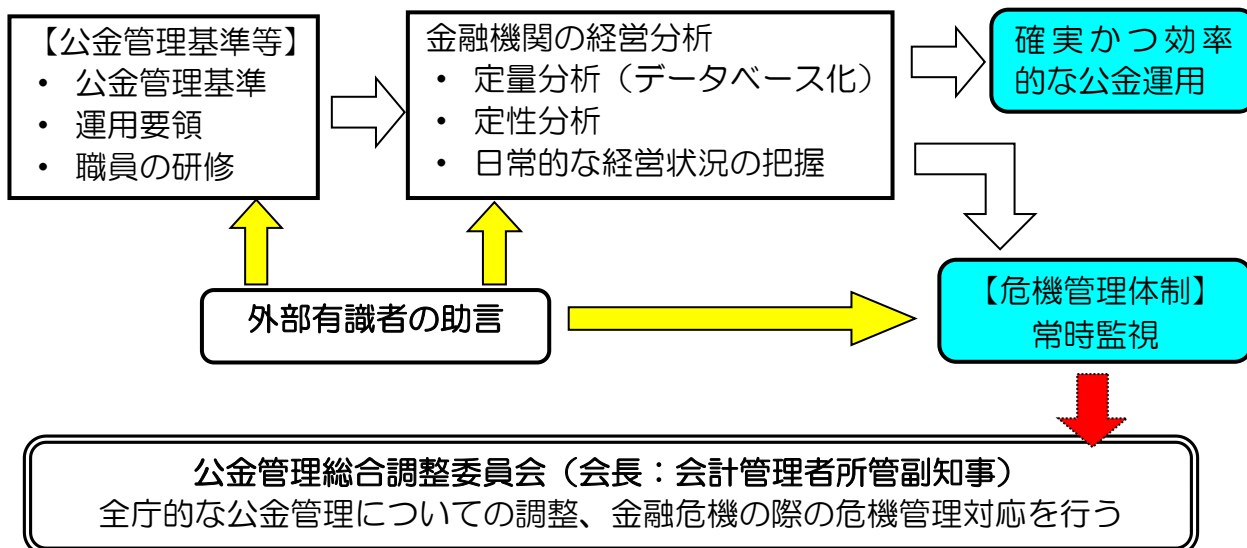 【公金管理基準等】
・ 公金管理基準
・ 運用要領
・ 職員の研修
金融機関の経営分析
・ 定量分析（データベース化）
・ 定性分析
・ 日常的な経営状況の把握
確実かつ効率
的な公金運用
外部有識者の助言
【危機管理体制】
常時監視
公金管理総合調整委員会（会長：会計管理者所管副知事）
全庁的な公金管理についての調整、金融危機の際の危機管理対応を行う